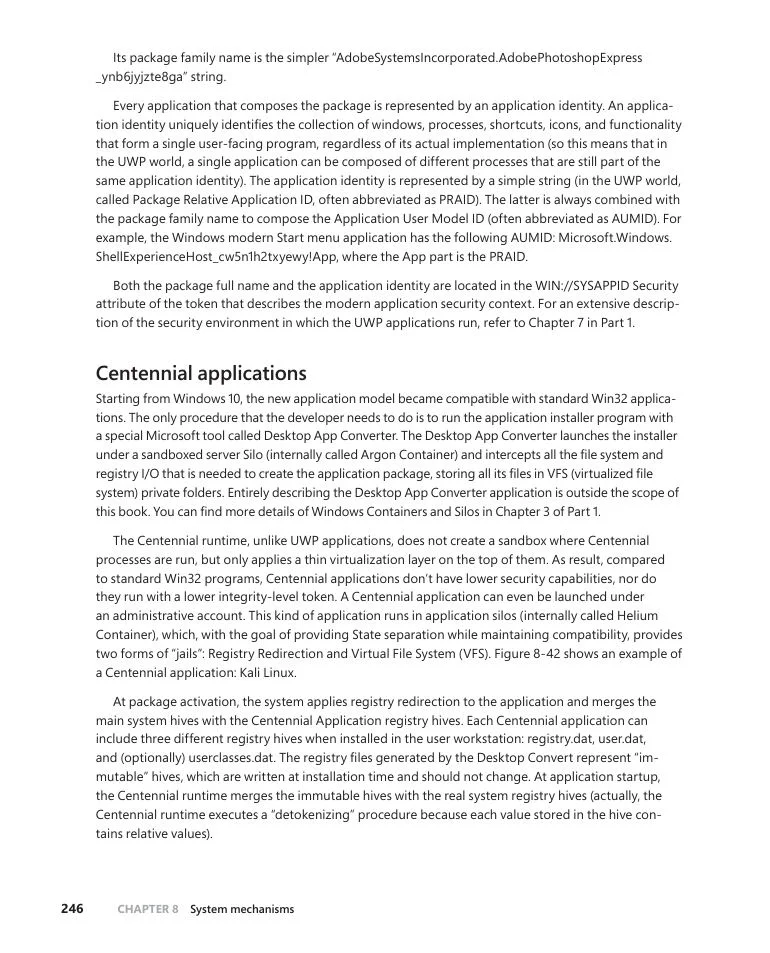 Its package family name is the simpler “AdobeSystemsIncorporated.AdobePhotoshopExpress
_ynb6jyjzte8ga” string.
Every application that composes the package is represented by an application identity. An applica-
tion identity uniquely identifies the collection of windows, processes, shortcuts, icons, and functionality
that form a single user-facing program, regardless of its actual implementation (so this means that in
the UWP world, a single application can be composed of different processes that are still part of the
same application identity). The application identity is represented by a simple string (in the UWP world,
called Package Relative Application ID, often abbreviated as PRAID). The latter is always combined with
the package family name to compose the Application User Model ID (often abbreviated as AUMID). For
example, the Windows modern Start menu application has the following AUMID: Microsoft.Windows.
ShellExperienceHost_cw5n1h2txyewy!App, where the App part is the PRAID.
Both the package full name and the application identity are located in the WIN://SYSAPPID Security
attribute of the token that describes the modern application security context. For an extensive descrip-
tion of the security environment in which the UWP applications run, refer to Chapter 7 in Part 1.
Centennial applications
Starting from Windows 10, the new application model became compatible with standard Win32 applica-
tions. The only procedure that the developer needs to do is to run the application installer program with
a special Microsoft tool called Desktop App Converter. The Desktop App Converter launches the installer
under a sandboxed server Silo (internally called Argon Container) and intercepts all the file system and
registry I/O that is needed to create the application package, storing all its files in VFS (virtualized file
system) private folders. Entirely describing the Desktop App Converter application is outside the scope of
this book. You can find more details of Windows Containers and Silos in Chapter 3 of Part 1.
The Centennial runtime, unlike UWP applications, does not create a sandbox where Centennial
processes are run, but only applies a thin virtualization layer on the top of them. As result, compared
to standard Win32 programs, Centennial applications don’t have lower security capabilities, nor do
they run with a lower integrity-level token. A Centennial application can even be launched under
an administrative account. This kind of application runs in application silos (internally called Helium
Container), which, with the goal of providing State separation while maintaining compatibility, provides
two forms of “jails”: Registry Redirection and Virtual File System (VFS). Figure 8-42 shows an example of
a Centennial application: Kali Linux.
At package activation, the system applies registry redirection to the application and merges the
main system hives with the Centennial Application registry hives. Each Centennial application can
include three different registry hives when installed in the user workstation: registry.dat, user.dat,
and (optionally) userclasses.dat. The registry files generated by the Desktop Convert represent “im-
mutable” hives, which are written at installation time and should not change. At application startup,
the Centennial runtime merges the immutable hives with the real system registry hives (actually, the
Centennial runtime executes a “detokenizing” procedure because each value stored in the hive con-
tains relative values).
246 CHAPTER 8 System mechanisms